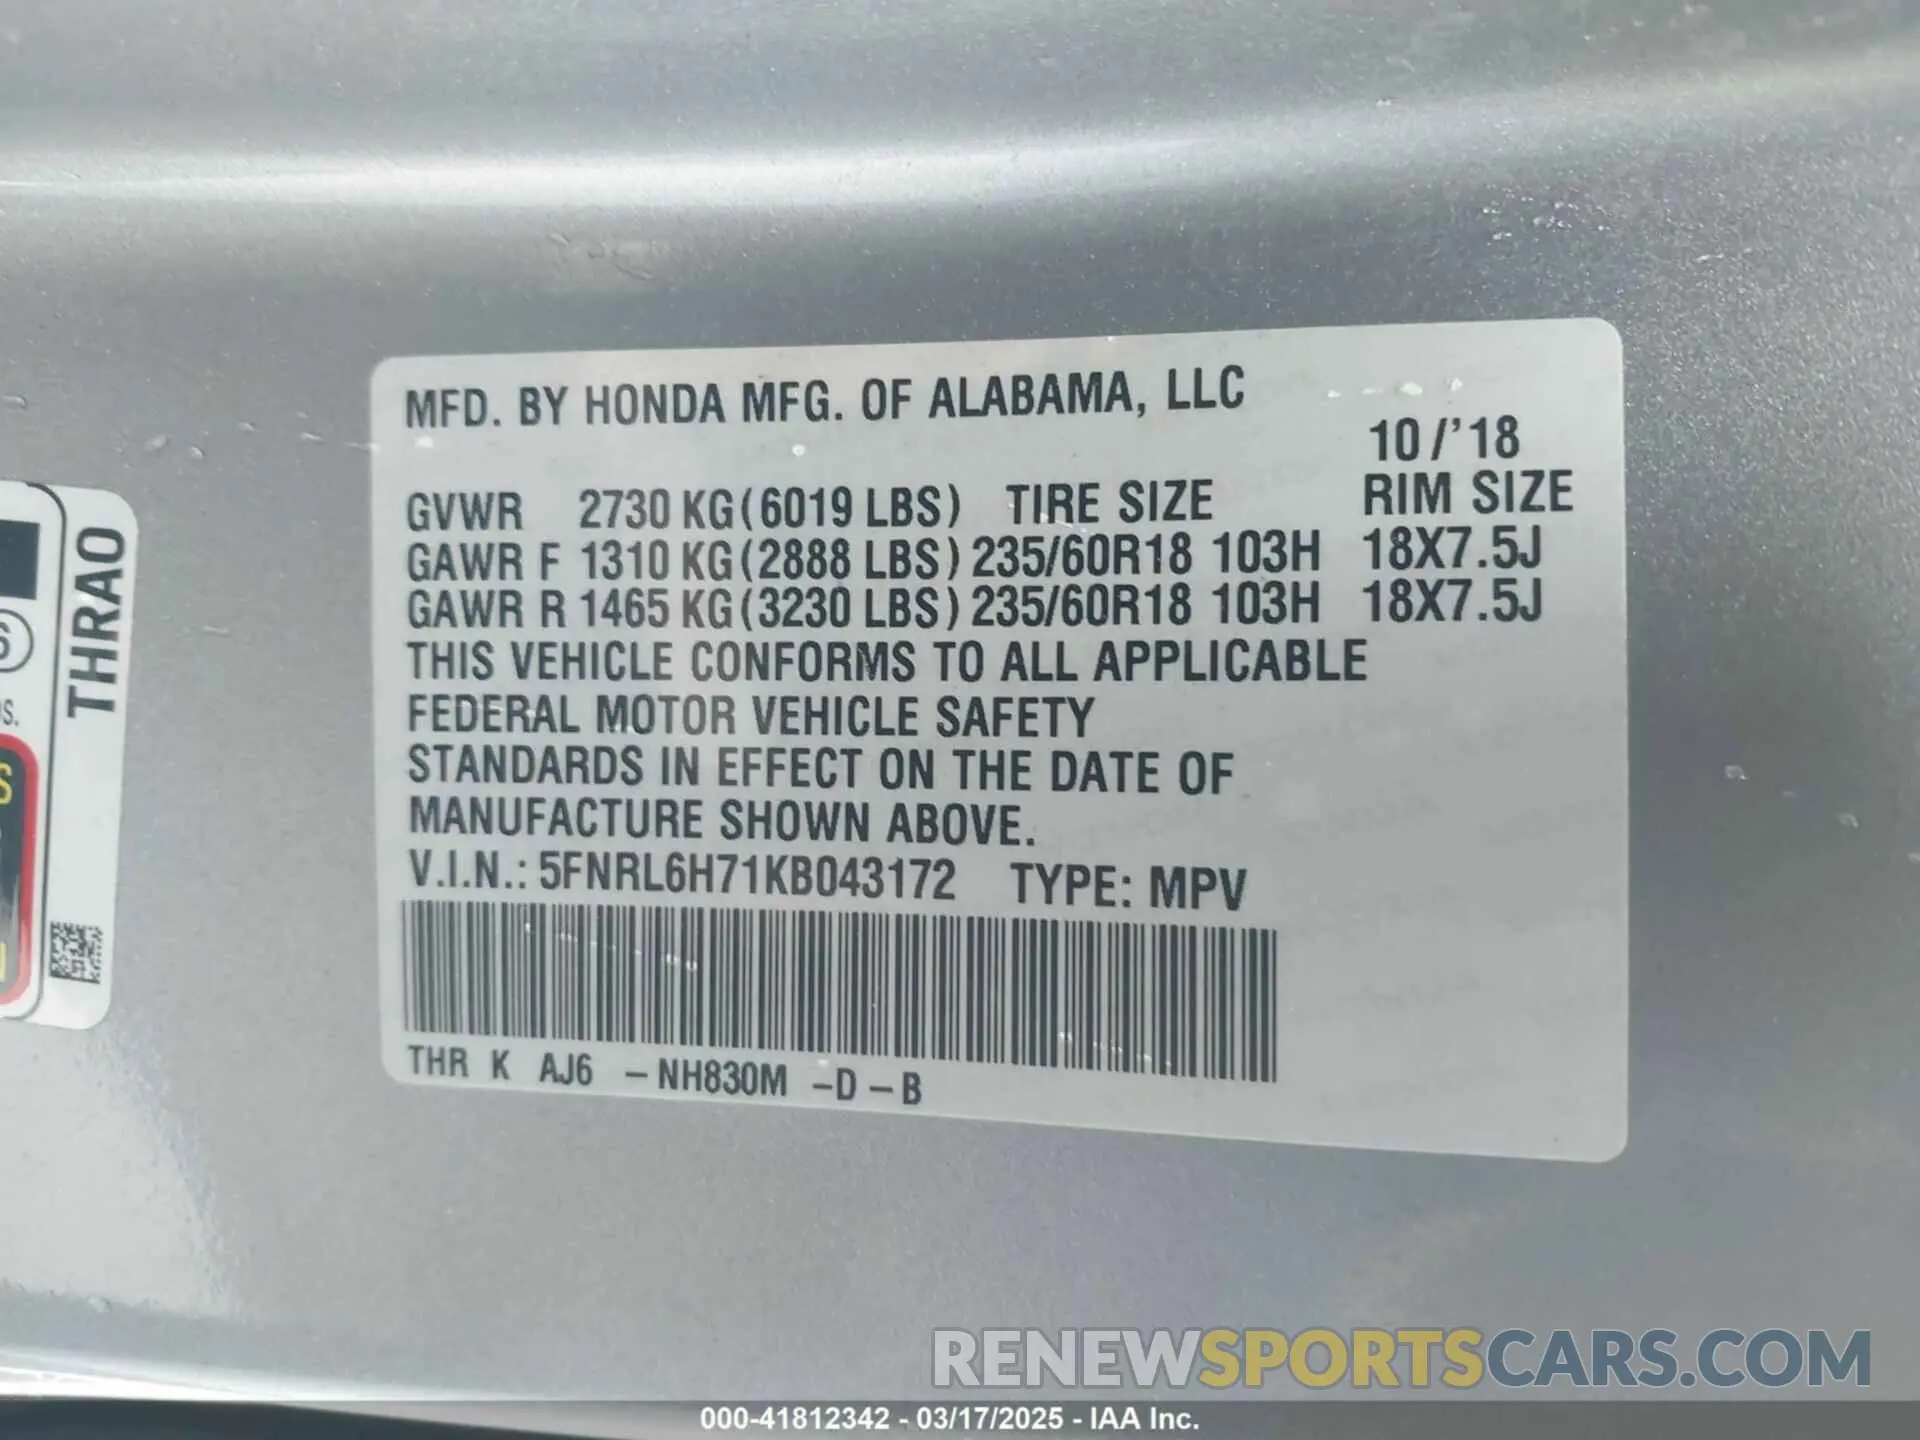 MFD. BY HONDA MFG. OF ALABAMA, LLC
10/'18
GVWR 2730 KG(6019 LBS) TIRE SIZE RIM SIZE
GAWR F 1310 KG(2888 LBS) 235/60R18 103H 18X7.5J
GAWR R 1465 KG(3230 LBS) 235/60R18 103H 18X7.5J
THIS VEHICLE CONFORMS TO ALL APPLICABLE
FEDERAL MOTOR VEHICLE SAFETY
STANDARDS IN EFFECT ON THE DATE OF
MANUFACTURE SHOWN ABOVE.
V.I.N.: 5FNRL6H71KB043172 TYPE: MPV
THR K AJ6 -NH830M -D-B
THRAO
RENEWSPORTSCARS.COM
000-41812342 - 03/17/2025 - IAA Inc.